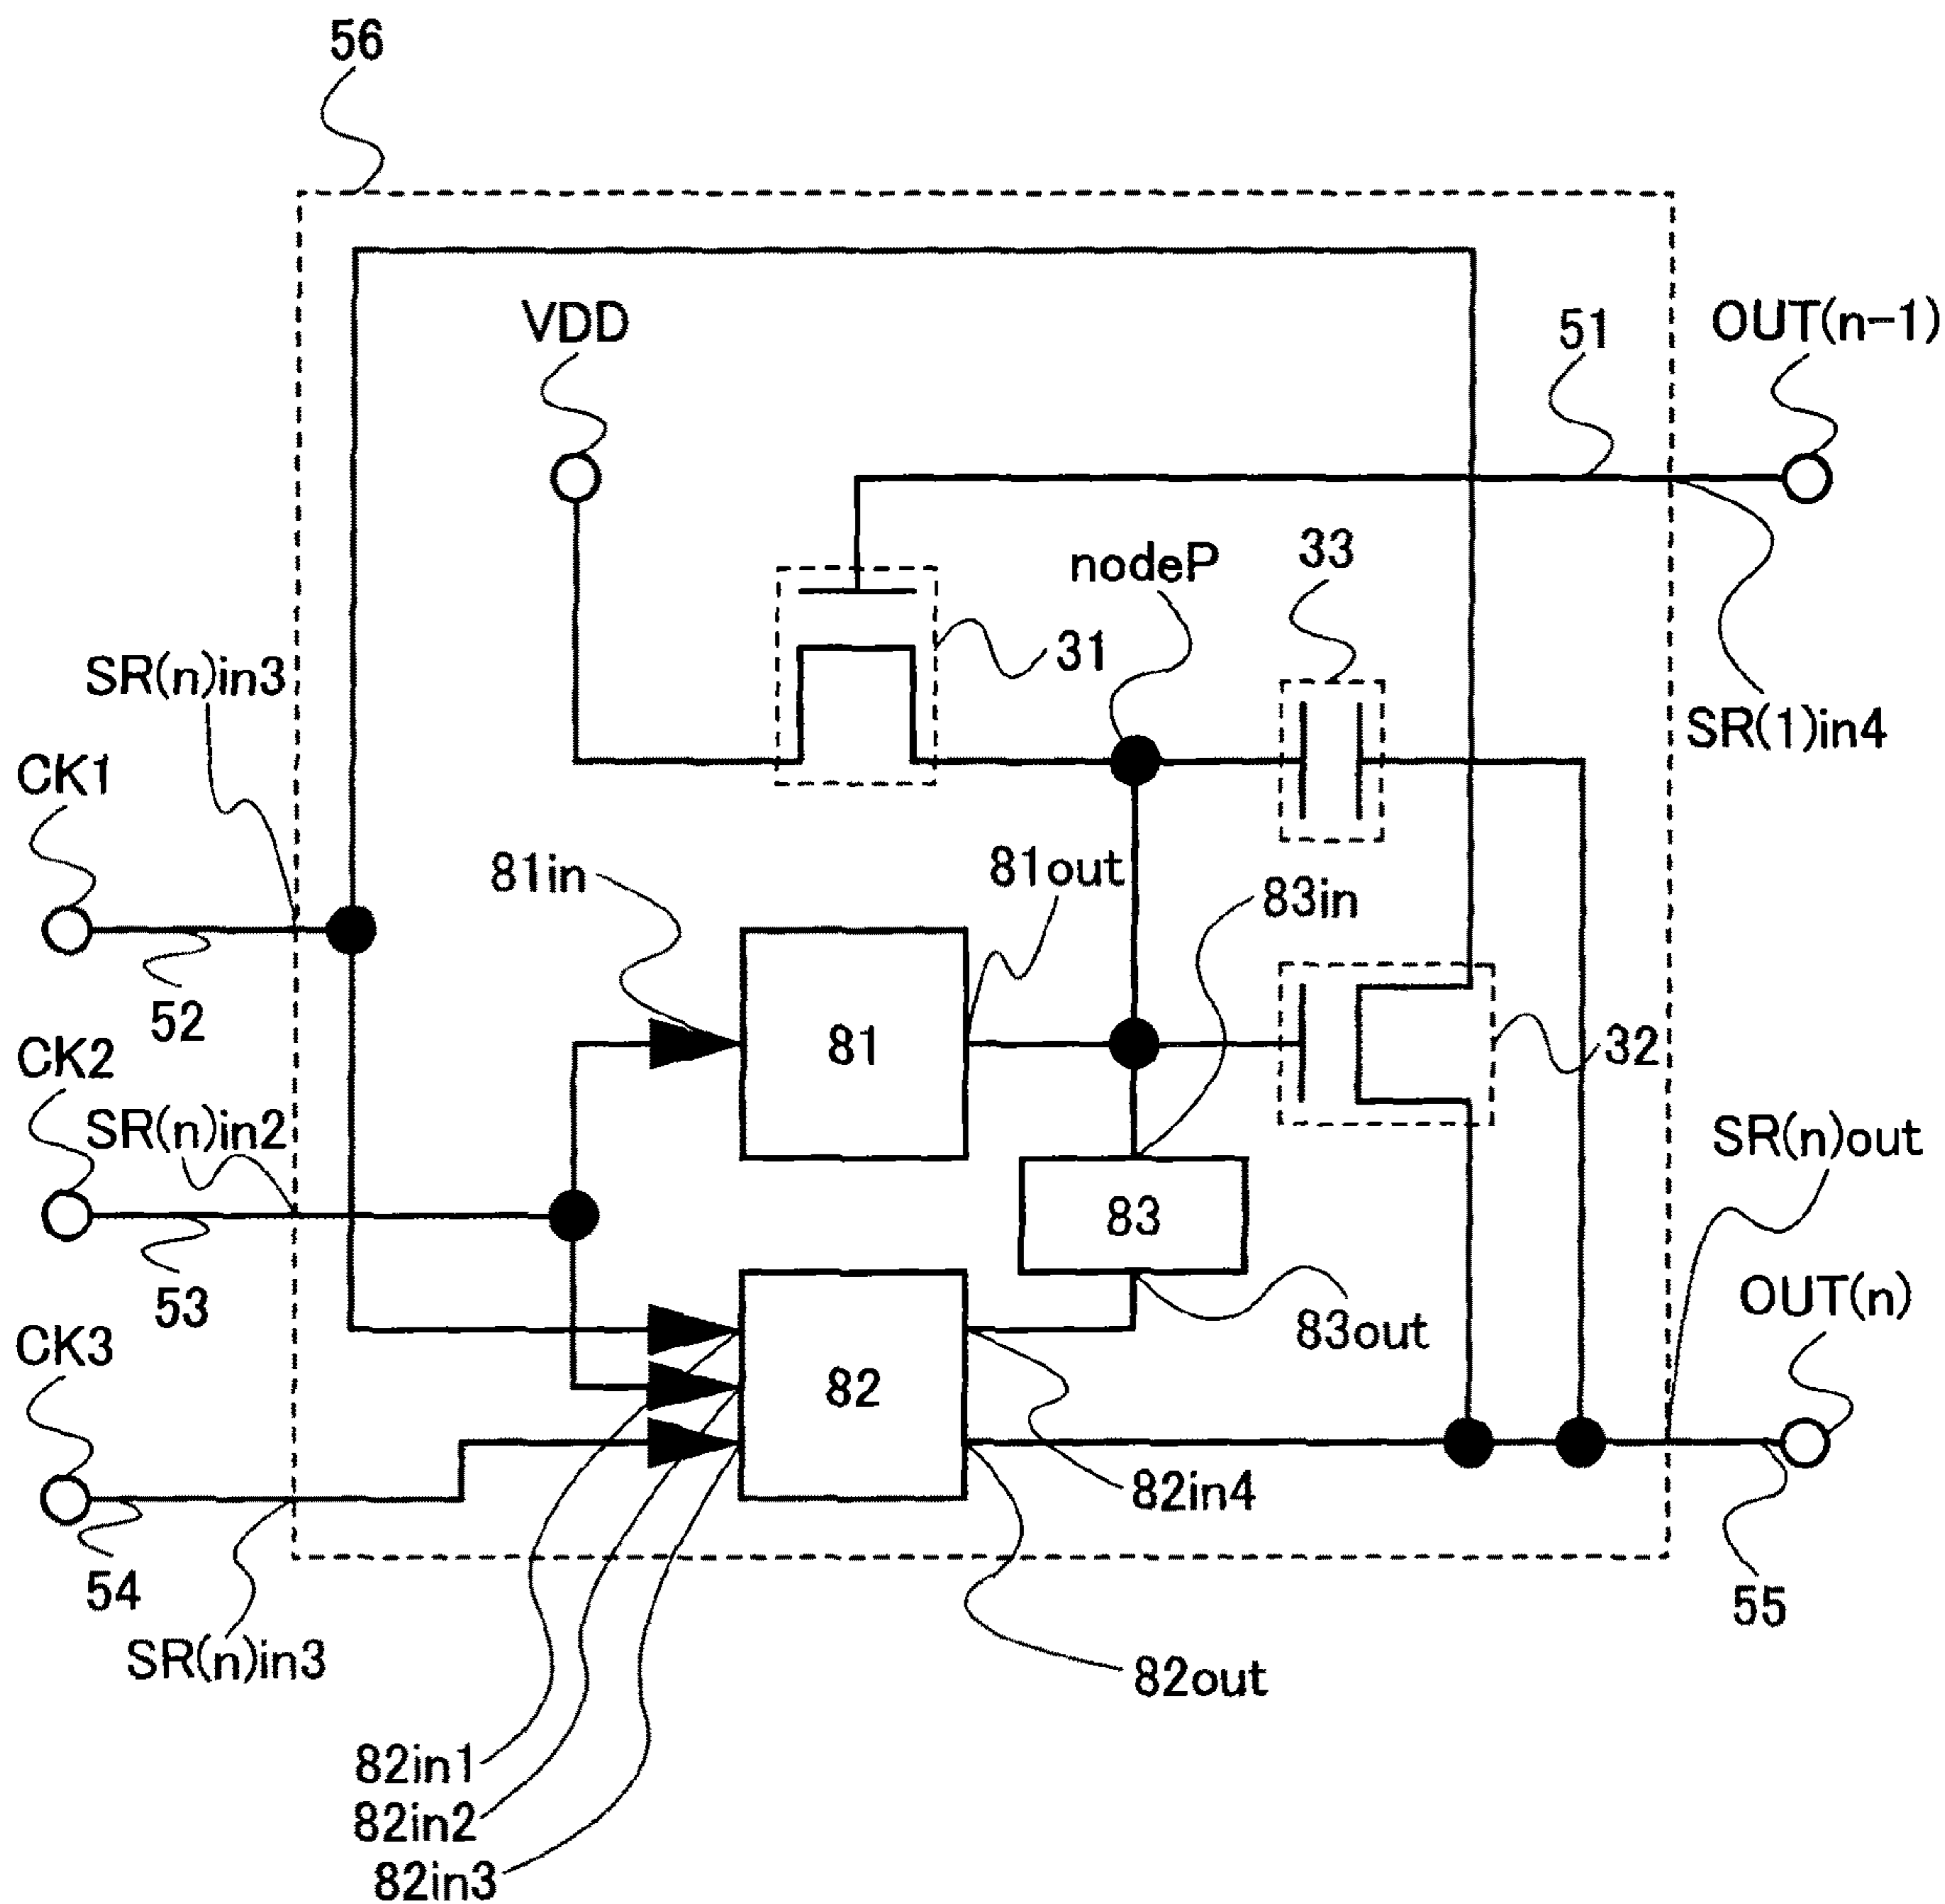 56
VDD
51
OUT(n-1)
33
nodeP
31
SR(n)in3
SR(1)in4
CK1
81in
81out
83in
52
81
32
CK2
SR(n)in2
SR(n)out
83
53
OUT(n)
CK3
83out
82
82in4
54
55
SR(n)in3
82out
82in1
82in2
82in3